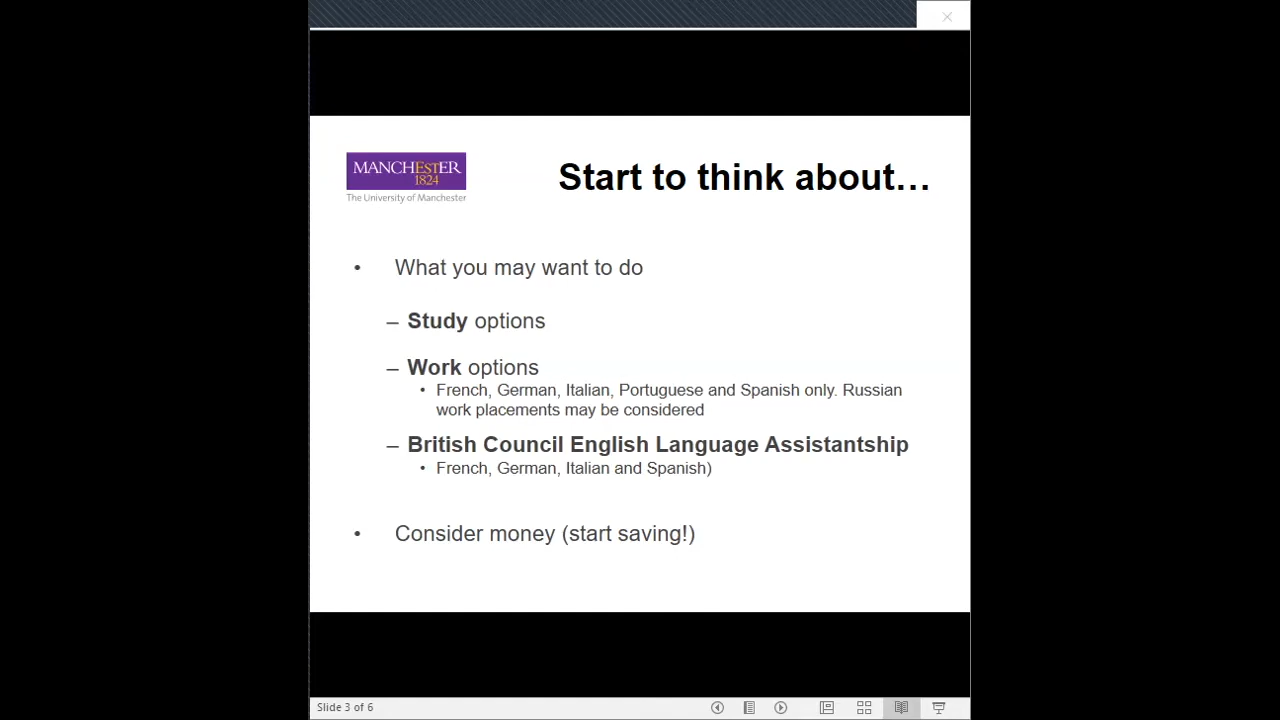 MANCHESTER
1824
The University of Manchester
Start to think about…
• What you may want to do
– Study options
– Work options
• French, German, Italian, Portuguese and Spanish only. Russian
work placements may be considered
– British Council English Language Assistantship
• French, German, Italian and Spanish)
• Consider money (start saving!)
Slide 3 of 6